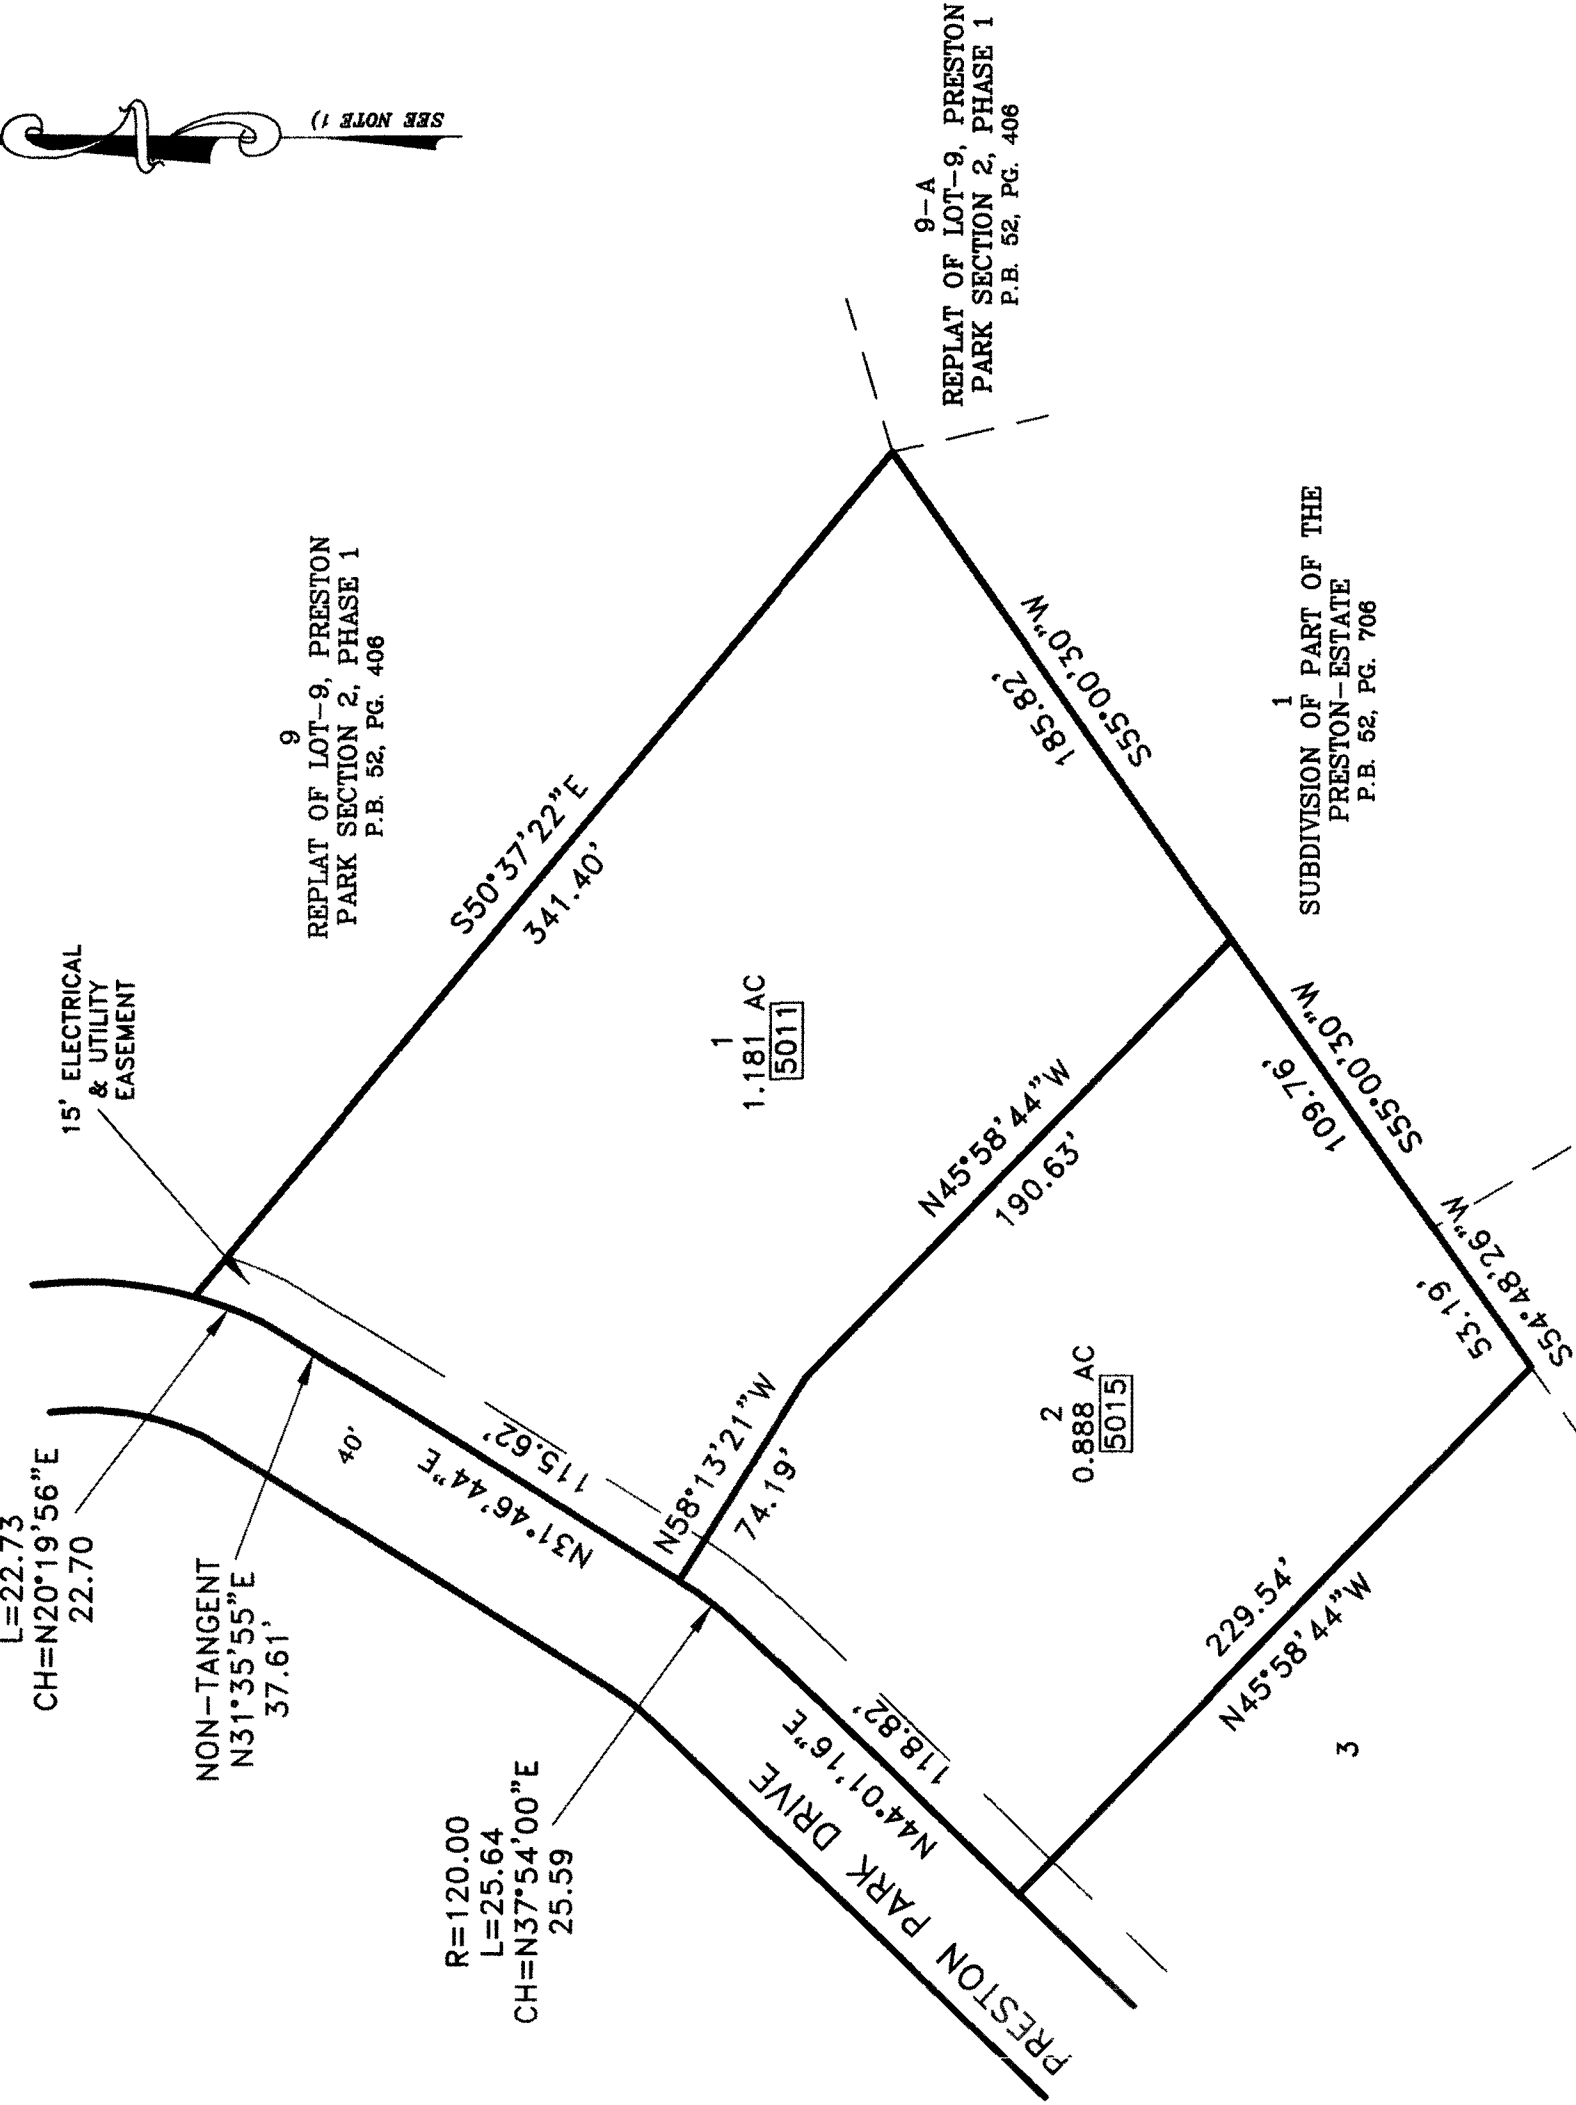 SEE NOTE 1)
9-A
REPLAT OF LOT-9, PRESTON
PARK SECTION 2, PHASE 1
P.B. 52, PG. 406
9
REPLAT OF LOT-9, PRESTON
PARK SECTION 2, PHASE 1
P.B. 52, PG. 406
15' ELECTRICAL
& UTILITY
EASEMENT
S50°37'22"E
341.40'
185.82'
S55°00'30"W
1
SUBDIVISION OF PART OF THE
PRESTON-ESTATE
P.B. 52, PG. 706
1
1.181 AC
5011
N45°58'44"W
190.63'
109.76'
S55°00'30"W
53.19'
S54°48'26"W
L=22.73
CH=N20°19'56"E
22.70
NON-TANGENT
N31°35'55"E
37.61'
40'
115.62'
N31°46'44"E
N58°13'21"W
74.19'
2
0.888 AC
5015
R=120.00
L=25.64
CH=N37°54'00"E
25.59
118.82'
N44°01'16"E
PRESTON PARK DRIVE
229.54'
N45°58'44"W
3